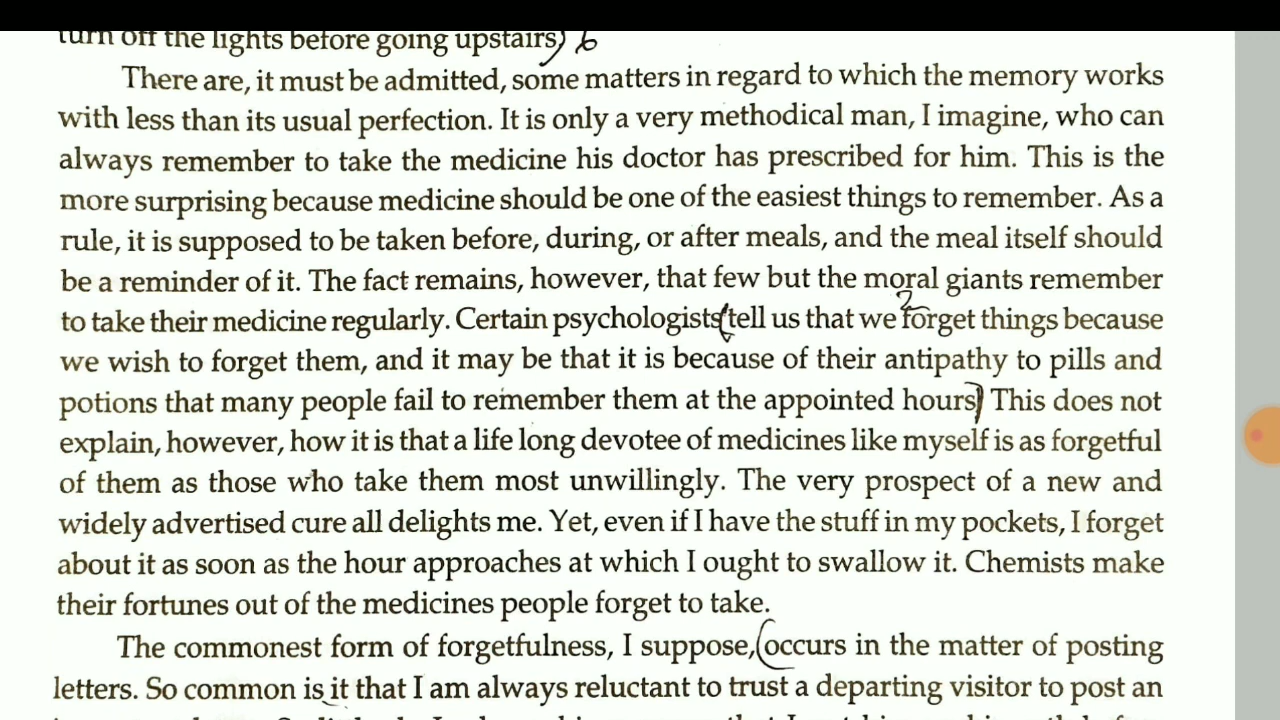 turn off the lights before going upstairs) 6
There are, it must be admitted, some matters in regard to which the memory works
with less than its usual perfection. It is only a very methodical man, I imagine, who can
always remember to take the medicine his doctor has prescribed for him. This is the
more surprising because medicine should be one of the easiest things to remember. As a
rule, it is supposed to be taken before, during, or after meals, and the meal itself should
be a reminder of it. The fact remains, however, that few but the moral giants remember
2
to take their medicine regularly. Certain psychologists (tell us that we forget things because
we wish to forget them, and it may be that it is because of their antipathy to pills and
potions that many people fail to remember them at the appointed hours) This does not
explain, however, how it is that a life long devotee of medicines like myself is as forgetful
of them as those who take them most unwillingly. The very prospect of a new and
widely advertised cure all delights me. Yet, even if I have the stuff in my pockets, I forget
about it as soon as the hour approaches at which I ought to swallow it. Chemists make
their fortunes out of the medicines people forget to take.
The commonest form of forgetfulness, I suppose, (occurs in the matter of posting
letters. So common is it that I am always reluctant to trust a departing visitor to post an